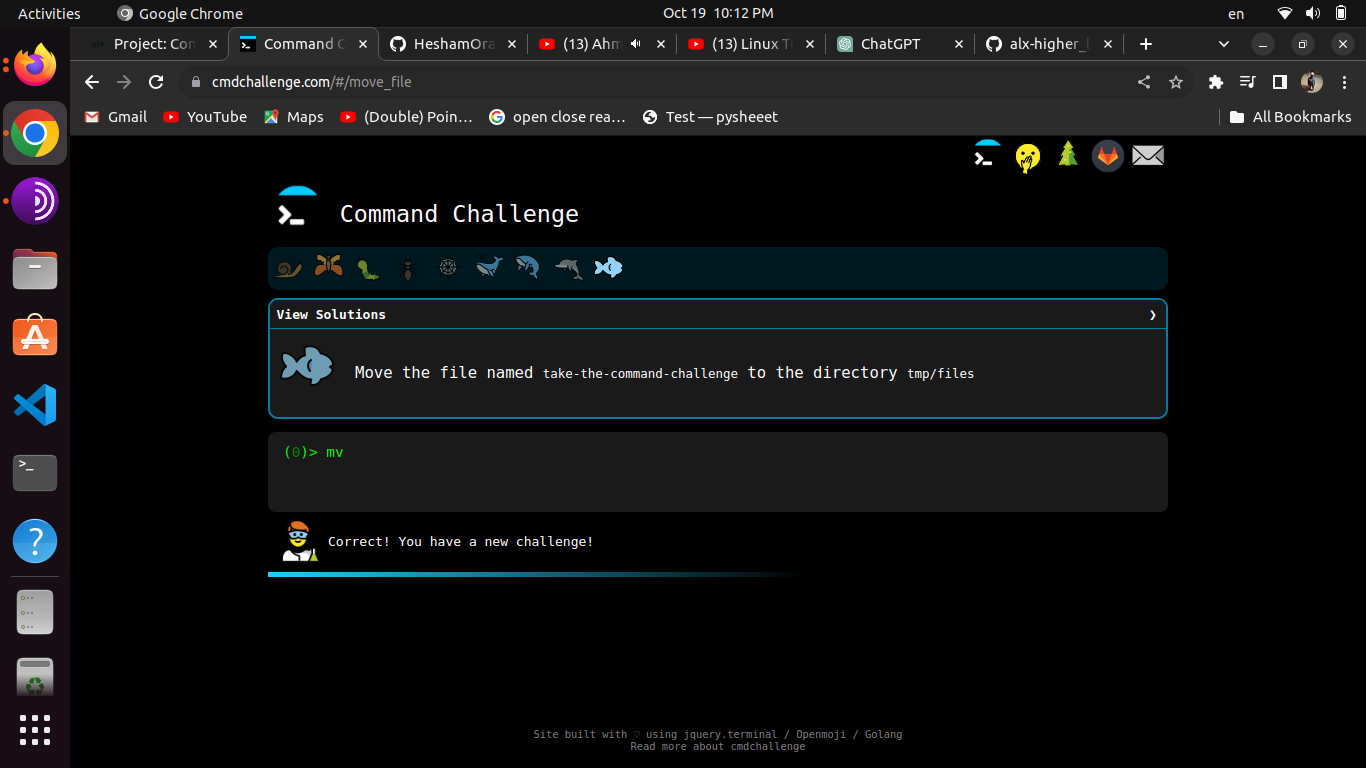 Activities
Google Chrome
Oct 19 10:12 PM
en
Project: Con
Command C
HeshamOra
(13) Ahm
(13) Linux T
ChatGPT
alx-higher_l
cmdchallenge.com/#/move_file
Gmail
YouTube
Maps
(Double) Poin…
open close rea…
Test — pysheeet
All Bookmarks
Command Challenge
View Solutions
Move the file named take-the-command-challenge to the directory tmp/files
(0)> mv
Correct! You have a new challenge!
Site built with ♡ using jquery.terminal / Openmoji / Golang
Read more about cmdchallenge